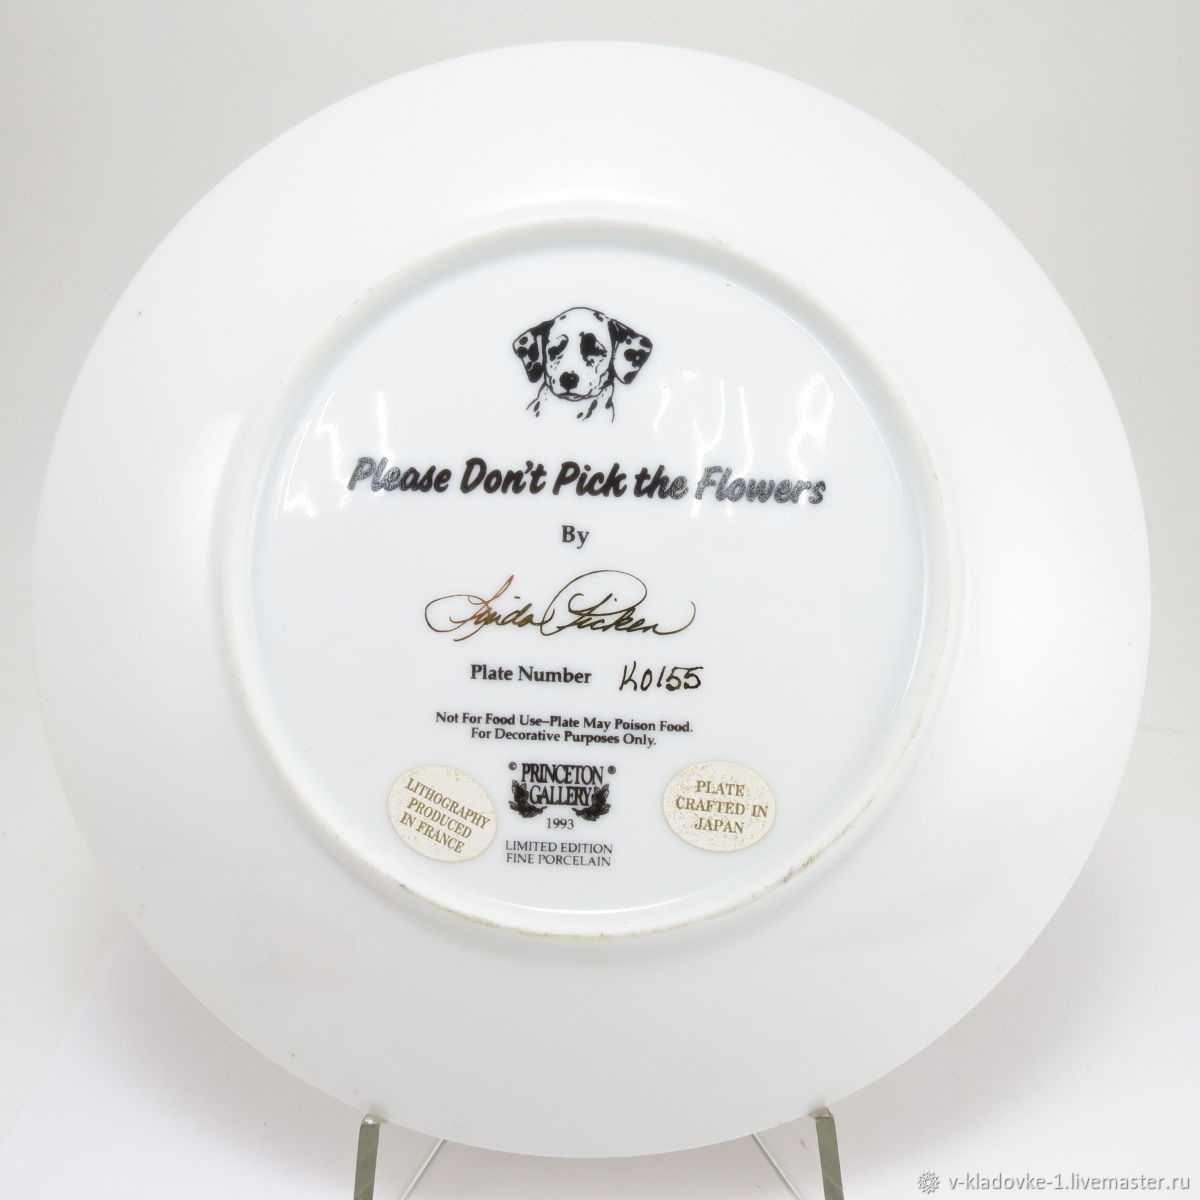 Please Don't Pick the Flowers
By
Linda Picken
Plate Number K0155
Not For Food Use–Plate May Poison Food.
For Decorative Purposes Only.
© PRINCETON ®
GALLERY
1993
LIMITED EDITION
FINE PORCELAIN
LITHOGRAPHY
PRODUCED
IN FRANCE
PLATE
CRAFTED IN
JAPAN
v-kladovke-1.livemaster.ru